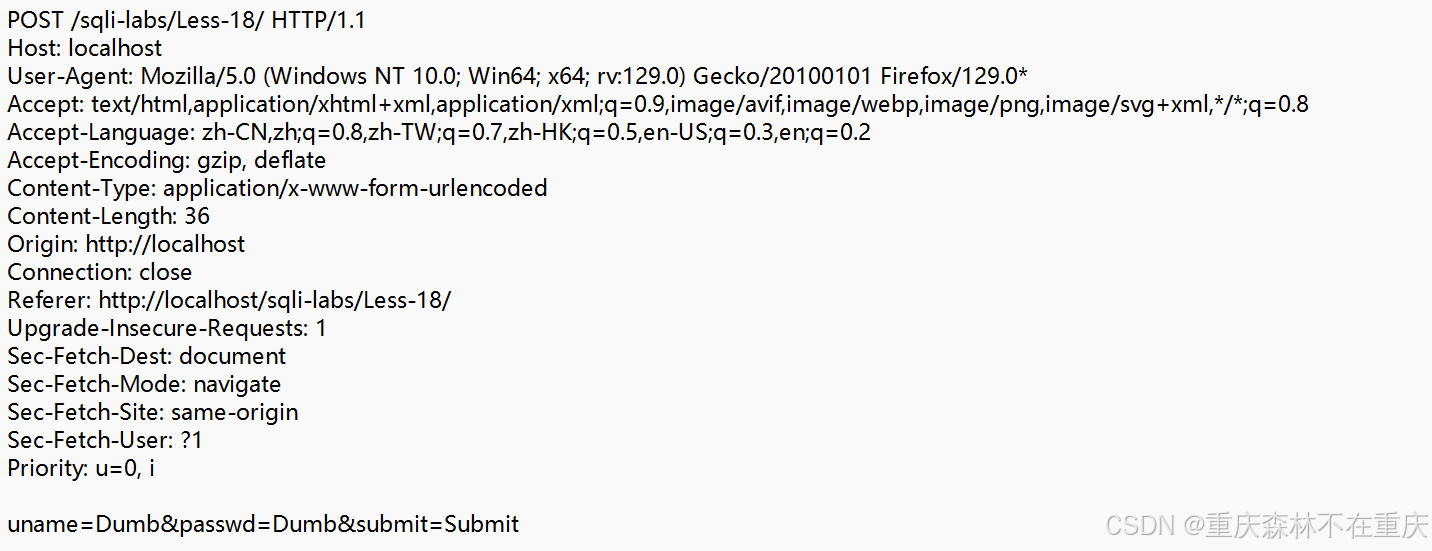 POST /sqli-labs/Less-18/ HTTP/1.1
Host: localhost
User-Agent: Mozilla/5.0 (Windows NT 10.0; Win64; x64; rv:129.0) Gecko/20100101 Firefox/129.0*
Accept: text/html,application/xhtml+xml,application/xml;q=0.9,image/avif,image/webp,image/png,image/svg+xml,*/*;q=0.8
Accept-Language: zh-CN,zh;q=0.8,zh-TW;q=0.7,zh-HK;q=0.5,en-US;q=0.3,en;q=0.2
Accept-Encoding: gzip, deflate
Content-Type: application/x-www-form-urlencoded
Content-Length: 36
Origin: http://localhost
Connection: close
Referer: http://localhost/sqli-labs/Less-18/
Upgrade-Insecure-Requests: 1
Sec-Fetch-Dest: document
Sec-Fetch-Mode: navigate
Sec-Fetch-Site: same-origin
Sec-Fetch-User: ?1
Priority: u=0, i
uname=Dumb&passwd=Dumb&submit=Submit
CSDN @重庆森林不在重庆